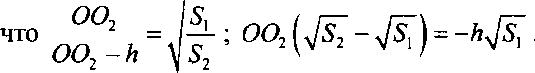 что OO₂ / OO₂ − h = √(S₁ / S₂) ; OO₂(√S₂ − √S₁) = −h√S₁ .